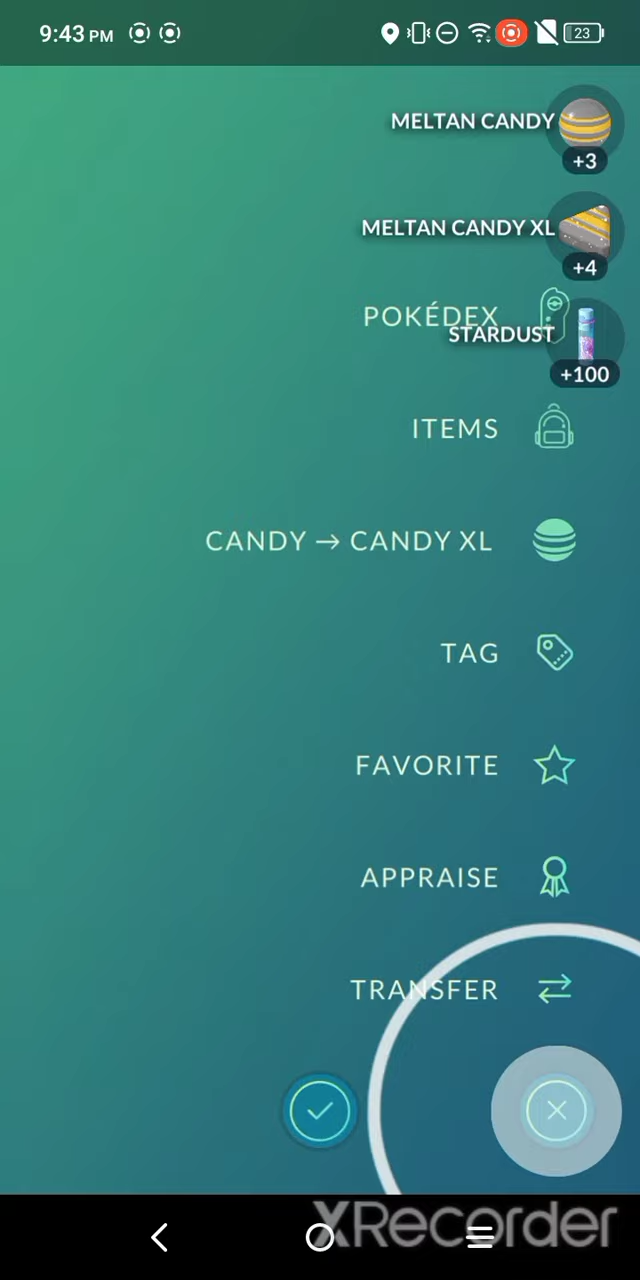 9:43 PM
23
MELTAN CANDY
+3
MELTAN CANDY XL
+4
POKÉDEX
STARDUST
+100
ITEMS
CANDY → CANDY XL
TAG
FAVORITE
APPRAISE
TRANSFER
XRecorder